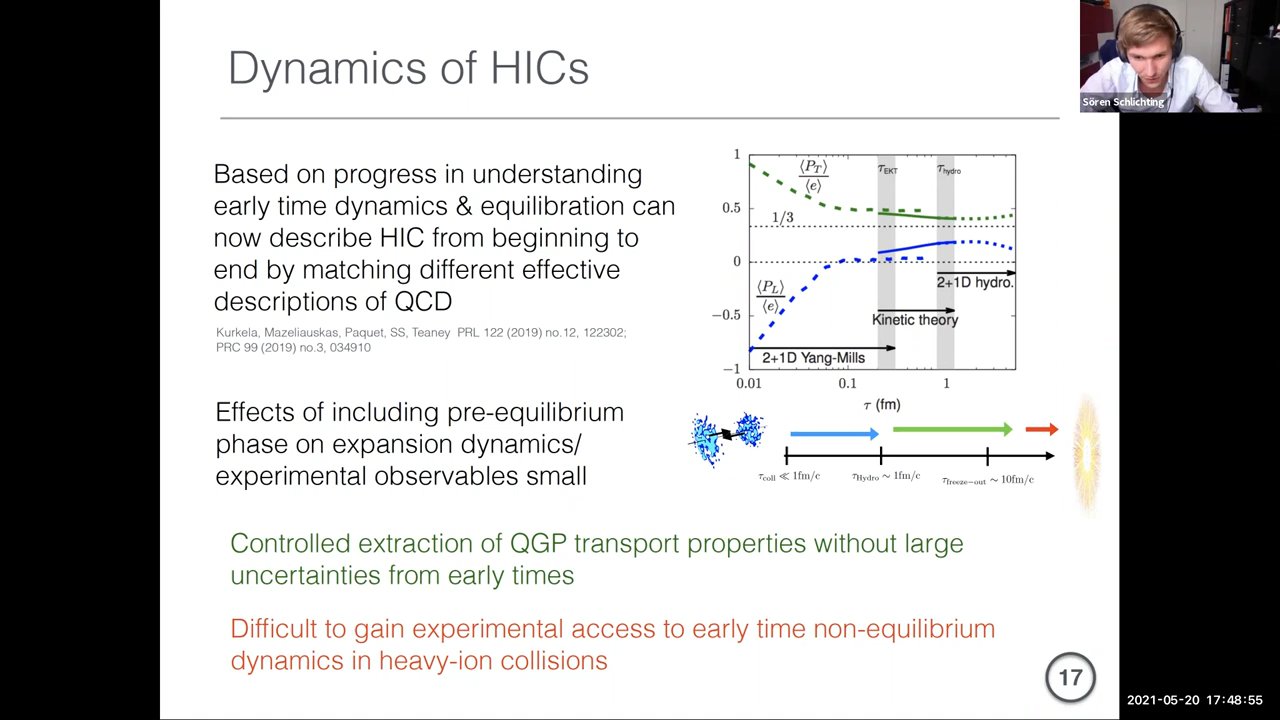 Dynamics of HICs
Sören Schlichting
Based on progress in understanding
early time dynamics & equilibration can
now describe HIC from beginning to
end by matching different effective
descriptions of QCD
Kurkela, Mazeliauskas, Paquet, SS, Teaney PRL 122 (2019) no.12, 122302;
PRC 99 (2019) no.3, 034910
1
0.5
0
−0.5
−1
⟨P_T⟩
⟨e⟩
τ_EKT
τ_hydro
1/3
⟨P_L⟩
⟨e⟩
2+1D hydro.
Kinetic theory
2+1D Yang-Mills
0.01
0.1
1
τ (fm)
Effects of including pre-equilibrium
phase on expansion dynamics/
experimental observables small
τ_coll ≪ 1fm/c
τ_Hydro ∼ 1fm/c
τ_freeze−out ∼ 10fm/c
Controlled extraction of QGP transport properties without large
uncertainties from early times
Difficult to gain experimental access to early time non-equilibrium
dynamics in heavy-ion collisions
17
2021-05-20 17:48:55